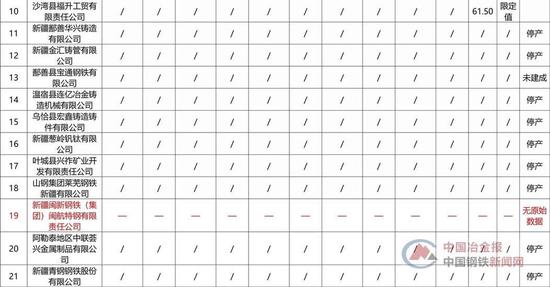 10 沙湾县福升工贸有限责任公司 / / / / / / / / / / 61.50 限定值
11 新疆鄯善华兴铸造有限公司 / / / / / / / / / / / / 停产
12 新疆金汇铸管有限公司 / / / / / / / / / / / / 停产
13 鄯善县宝通钢铁有限公司 / / / / / / / / / / / / 未建成
14 温宿县连亿冶金铸造机械有限公司 / / / / / / / / / / / / 停产
15 乌恰县宏鑫铸造铸件有限公司 / / / / / / / / / / / / 停产
16 新疆葱岭钒钛有限公司 / / / / / / / / / / / / 停产
17 叶城县兴祚矿业开发有限责任公司 / / / / / / / / / / / / 停产
18 山钢集团莱芜钢铁新疆有限公司 / / / / / / / / / / / / 停产
19 新疆闽新钢铁（集团）闽航特钢有限责任公司 — — — — — — — — — — — — 无原始数据
20 阿勒泰地区中联荟兴金属制品有限公司 / / / / / / / / / / / / 停产
21 新疆青钢钢铁股份有限公司 / / / / / / / / / / / / 停产
中国冶金报
中国钢铁新闻网